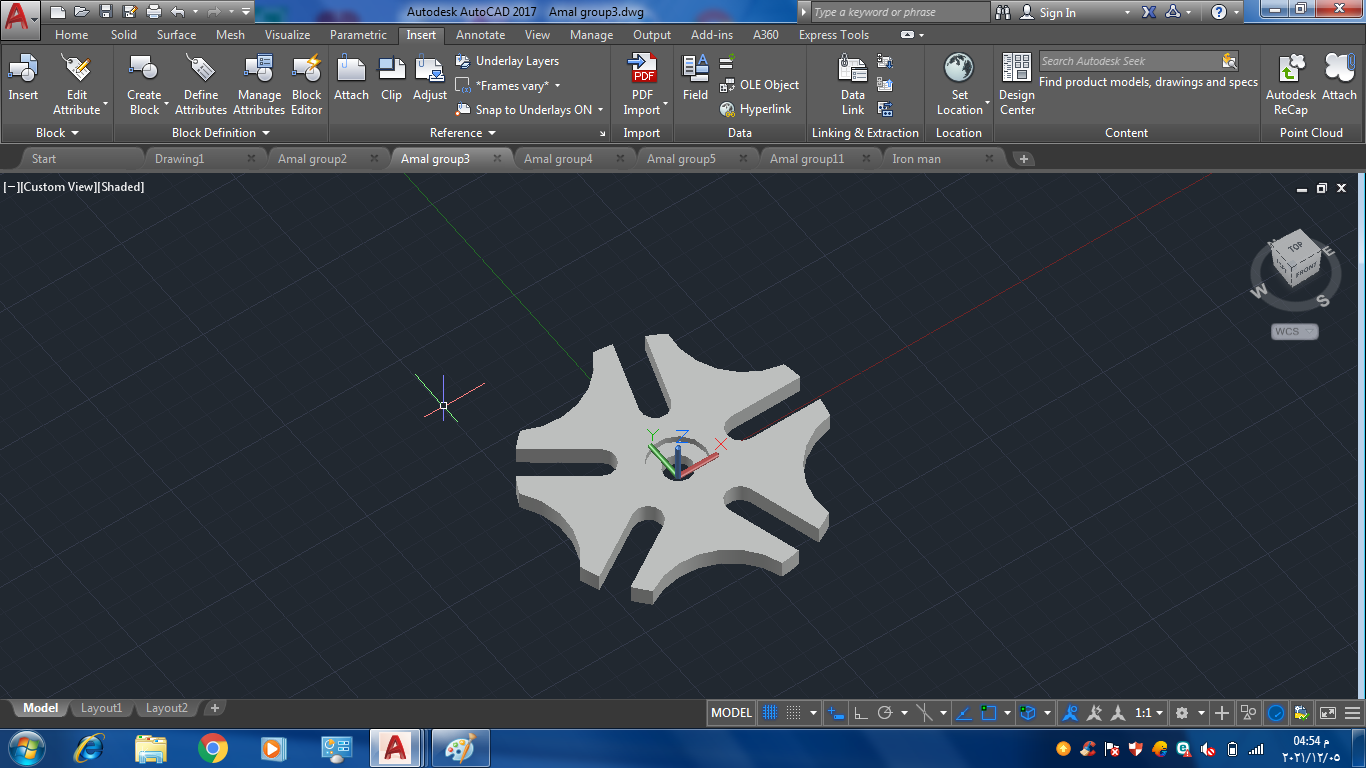 Autodesk AutoCAD 2017 Amal group3.dwg
Type a keyword or phrase
Sign In
Home Solid Surface Mesh Visualize Parametric Insert Annotate View Manage Output Add-ins A360 Express Tools
Insert
Edit
Attribute
Block
Create
Block
Define
Attributes
Manage
Attributes
Block
Editor
Block Definition
Attach
Clip
Adjust
Underlay Layers
*Frames vary*
Snap to Underlays ON
Reference
PDF
PDF
Import
Import
Field
OLE Object
Hyperlink
Data
Data
Link
Linking & Extraction
Set
Location
Location
Design
Center
Search Autodesk Seek
Find product models, drawings and specs
Content
Autodesk
ReCap
Attach
Point Cloud
Start Drawing1 Amal group2 Amal group3 Amal group4 Amal group5 Amal group11 Iron man
[−][Custom View][Shaded]
TOP
FRONT
E
W
S
WCS
Y Z X
Model Layout1 Layout2
MODEL
1:1
04:54 م
٢٠٢١/١٢/٠٥